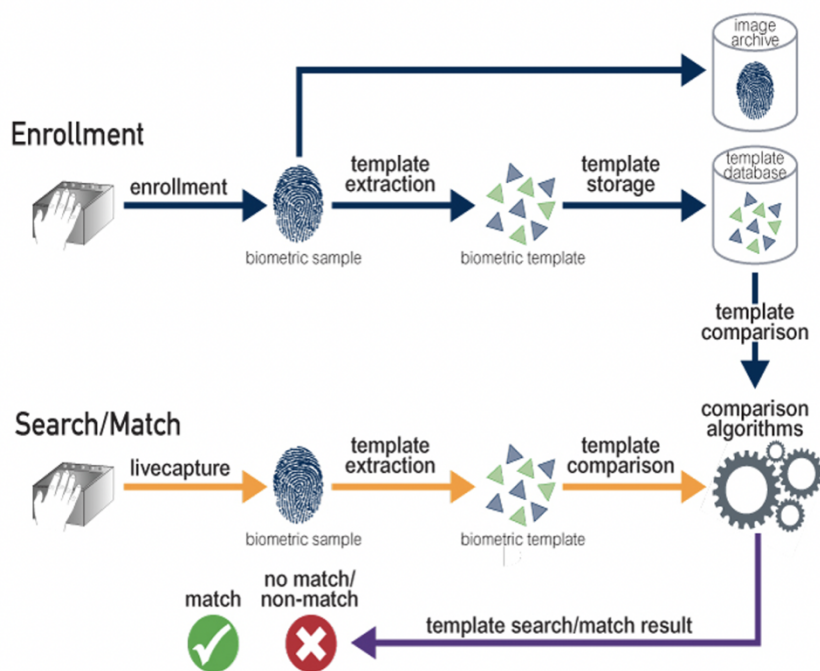 image
archive
Enrollment
enrollment
template
extraction
template
storage
template
database
biometric sample
biometric template
template
comparison
Search/Match
comparison
algorithms
livecapture
template
extraction
template
comparison
biometric sample
biometric template
match
no match/
non-match
template search/match result